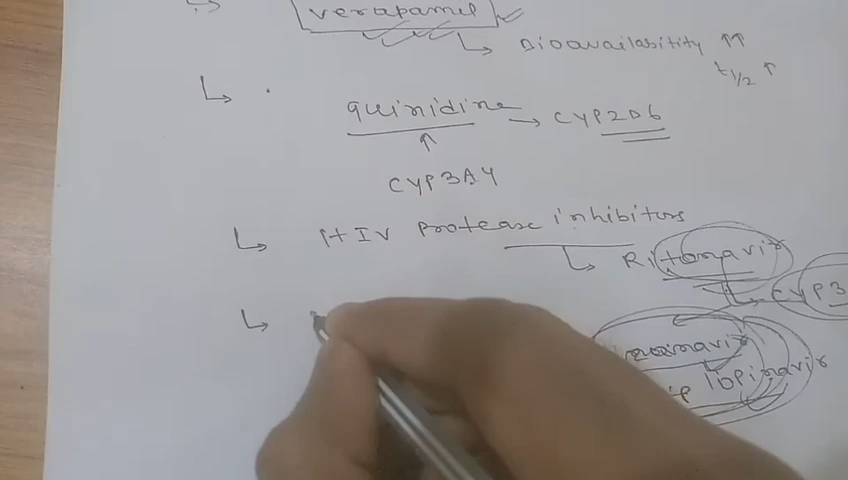 verapamil
Bioavailability ↑↑
t1/2 ↑
quinidine → CYP2D6
↑
CYP3A4
HIV protease inhibitors
Ritonavir
CYP3
lopinavir